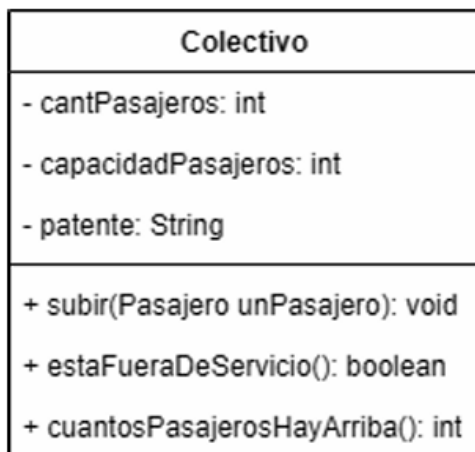 Colectivo
- cantPasajeros: int
- capacidadPasajeros: int
- patente: String
+ subir(Pasajero unPasajero): void
+ estaFueraDeServicio(): boolean
+ cuantosPasajerosHayArriba(): int